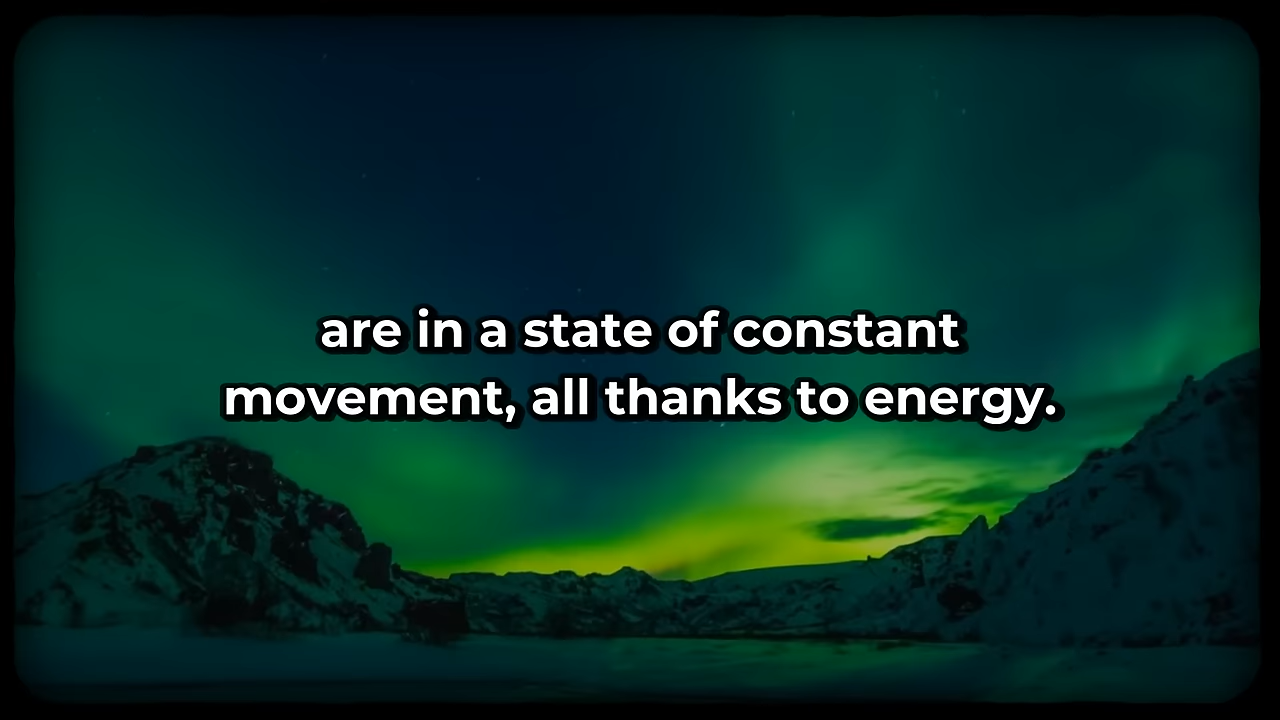 are in a state of constant
movement, all thanks to energy.